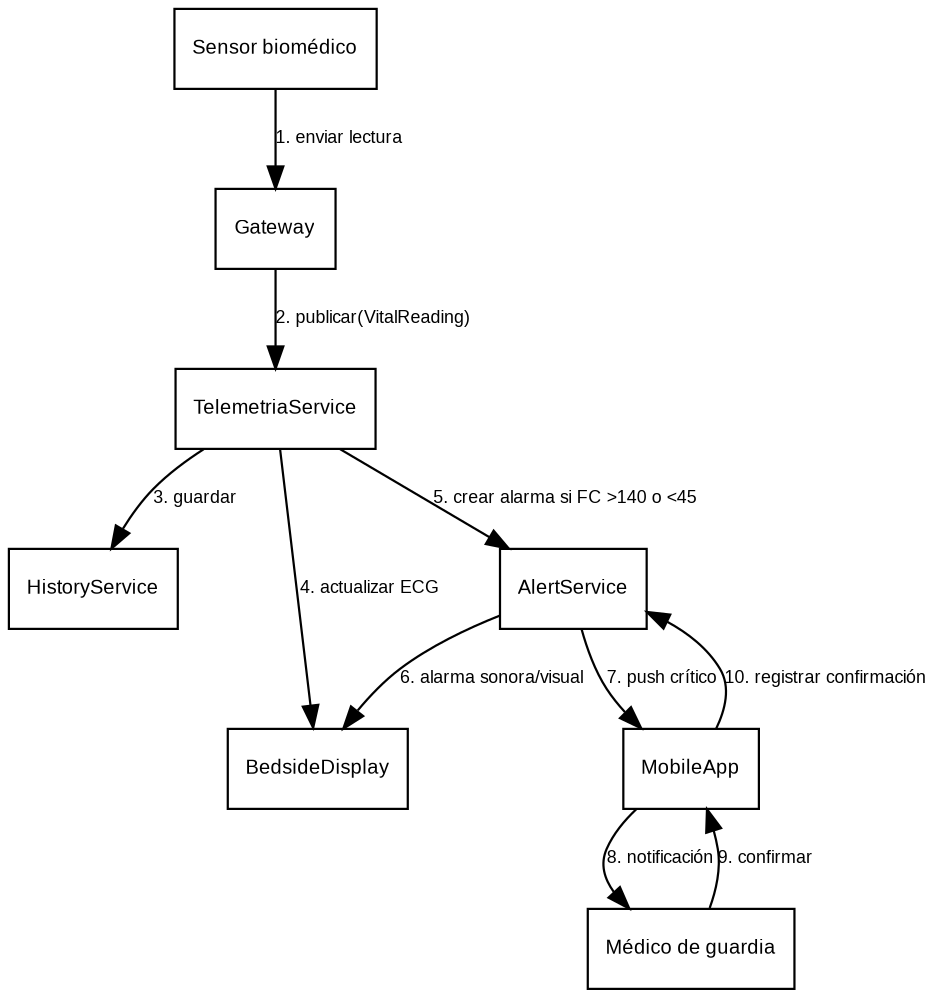 Sensor biomédico
1. enviar lectura
Gateway
2. publicar(VitalReading)
TelemetriaService
3. guardar
5. crear alarma si FC >140 o <45
HistoryService
4. actualizar ECG
AlertService
6. alarma sonora/visual
7. push crítico
10. registrar confirmación
BedsideDisplay
MobileApp
8. notificación
9. confirmar
Médico de guardia